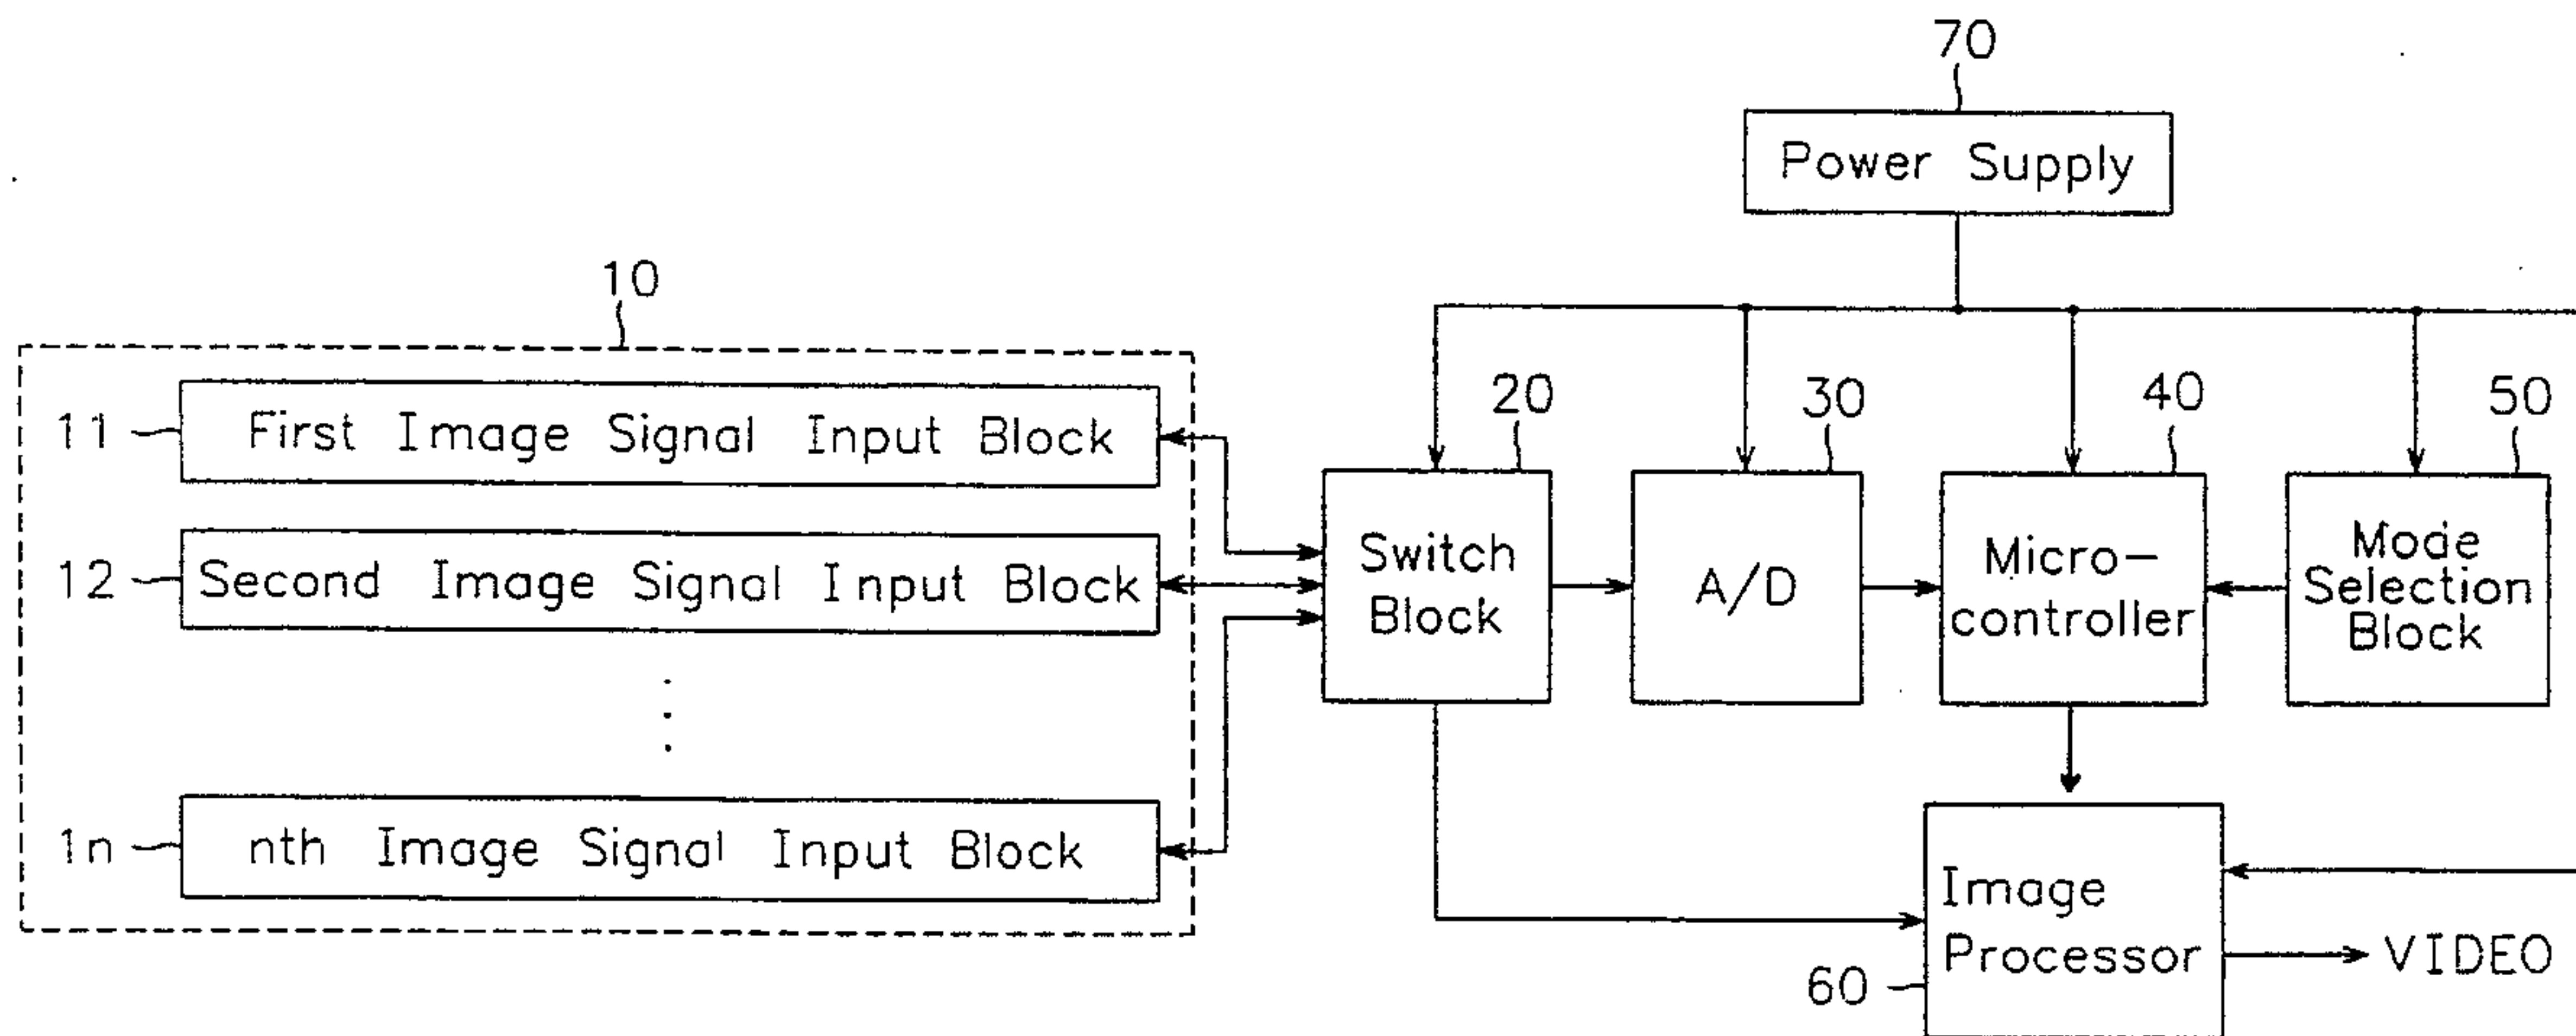 70
Power Supply
10
11
First Image Signal Input Block
20
30
40
50
12
Second Image Signal Input Block
Switch
Block
A/D
Micro-
controller
Mode
Selection
Block
1n
nth Image Signal Input Block
Image
Processor
VIDEO
60